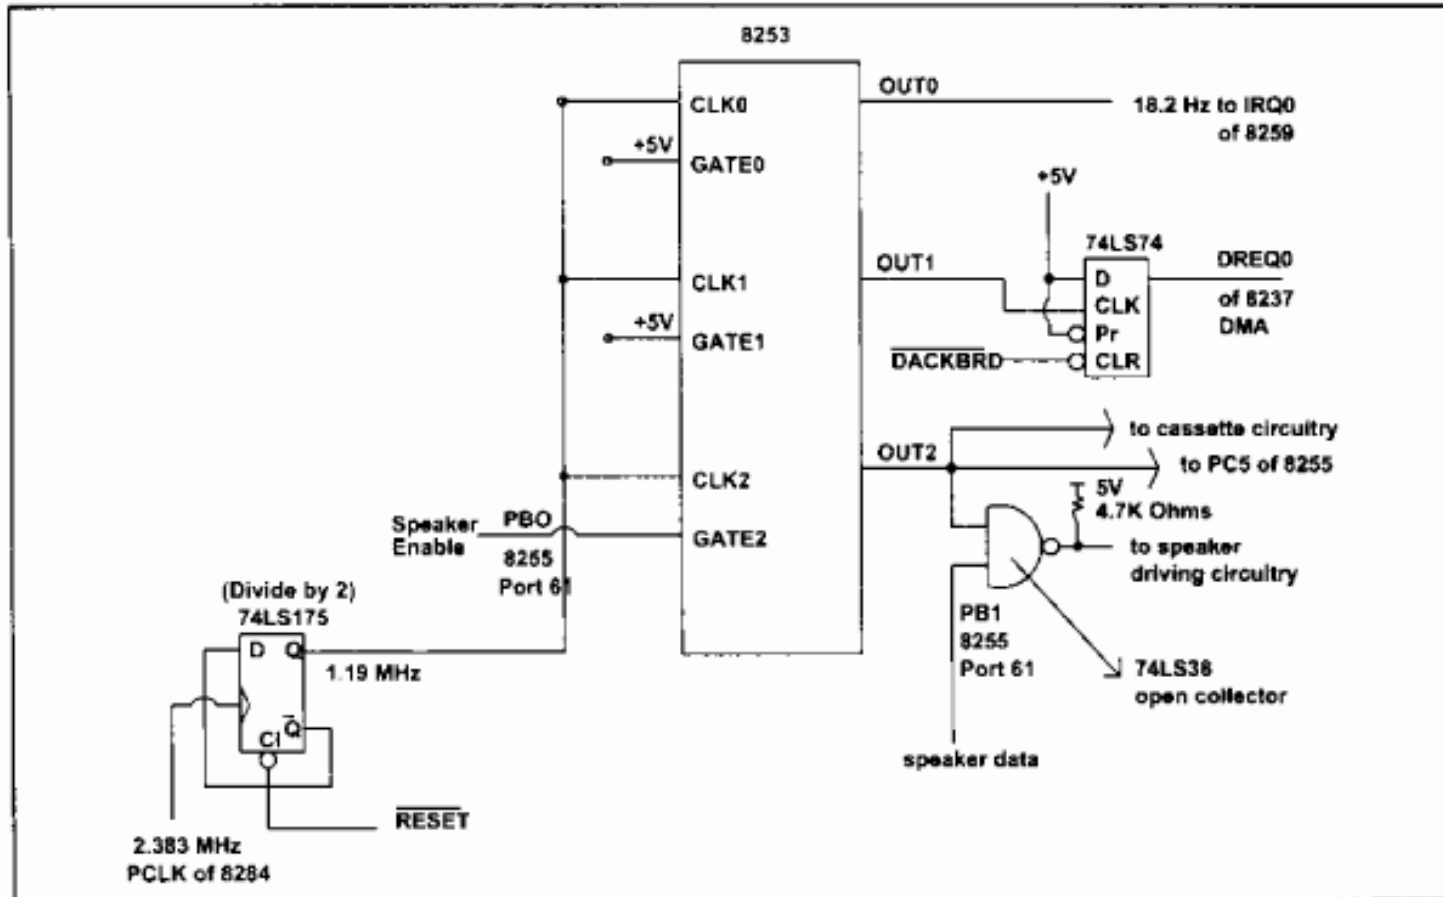 8253
CLK0
OUT0
18.2 Hz to IRQ0
of 8259
+5V
GATE0
+5V
74LS74
CLK1
OUT1
D
DREQ0
CLK
of 8237
DMA
+5V
GATE1
Pr
DACKBRD
CLR
to cassette circuitry
OUT2
to PC5 of 8255
CLK2
5V
4.7K Ohms
Speaker
Enable
PBO
GATE2
8255
Port 61
to speaker
driving circuitry
(Divide by 2)
74LS175
PB1
8255
Port 61
D Q
1.19 MHz
74LS38
open collector
Q
CI
speaker data
RESET
2.383 MHz
PCLK of 8284